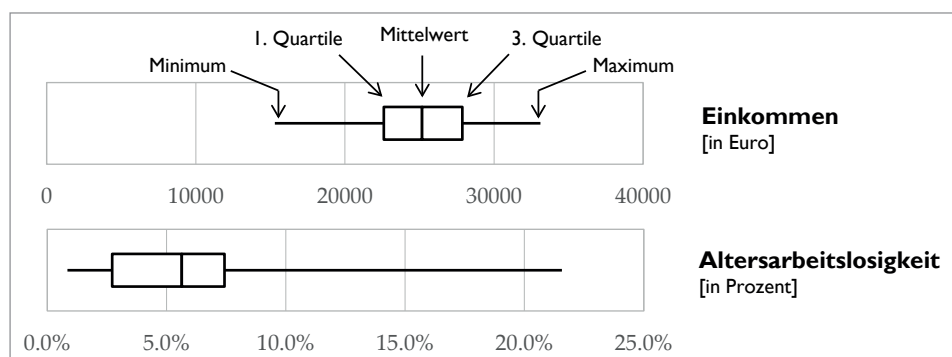 1. Quartile
Mittelwert
3. Quartile
Minimum
Maximum
Einkommen
[in Euro]
0
10000
20000
30000
40000
Altersarbeitslosigkeit
[in Prozent]
0.0%
5.0%
10.0%
15.0%
20.0%
25.0%